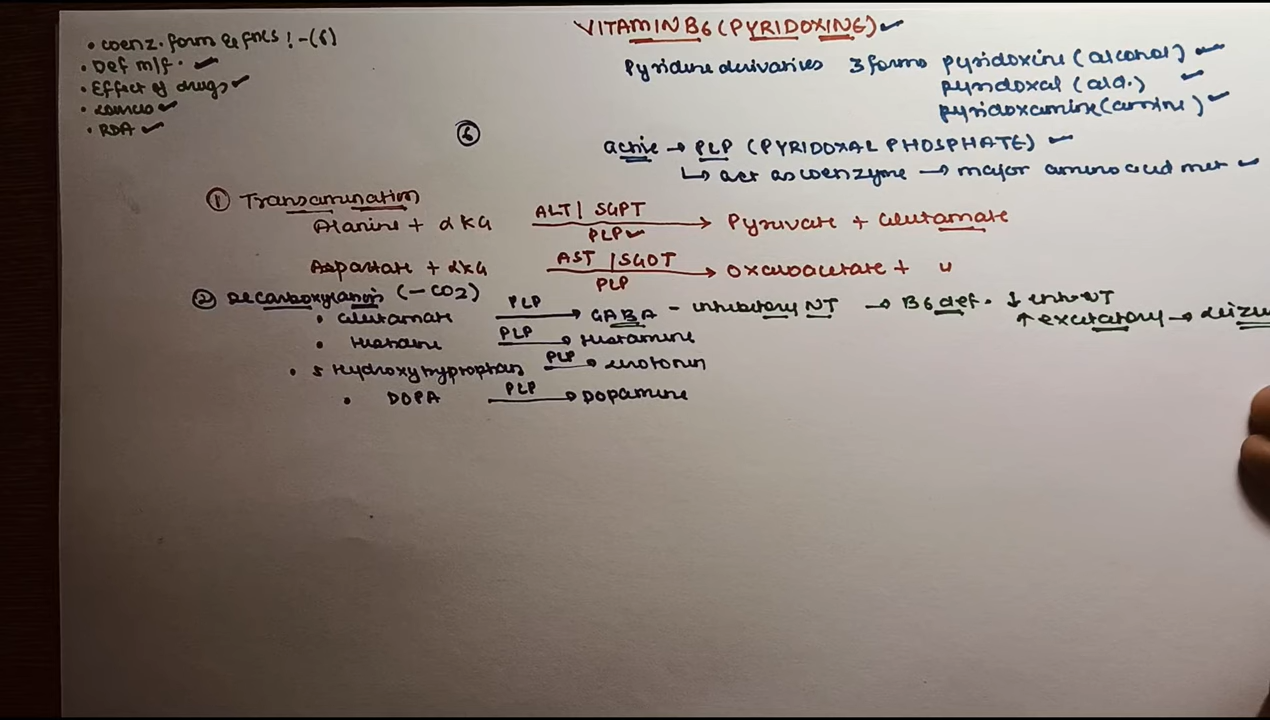 VITAMIN B6 (PYRIDOXINE) ✓
• coenz. form & fncs : - (6)
• Def m/f. ✓
• Effect of drugs ✓
• sources ✓
• RDA ✓
Pyridine derivatives 3 forms pyridoxine (alcohol) ✓
pyridoxal (ald.) ✓
pyridoxamine (amine) ✓
⑥
active → PLP (PYRIDOXAL PHOSPHATE) ✓
↳ act as coenzyme → major amino acid met ✓
① Transamination
Alanine + αKG ALT | SGPT → Pyruvate + Glutamate
PLP ✓
Aspartate + αKG AST | SGOT → oxaloacetate + "
PLP
② Decarboxylation (- CO2)
• Glutamate PLP → GABA - inhibitory NT → B6 def. ↓ inh. NT
↑ excitatory → seizu
• Histidine PLP → Histamine
• 5 Hydroxytryptophan PLP → serotonin
• DOPA PLP → Dopamine